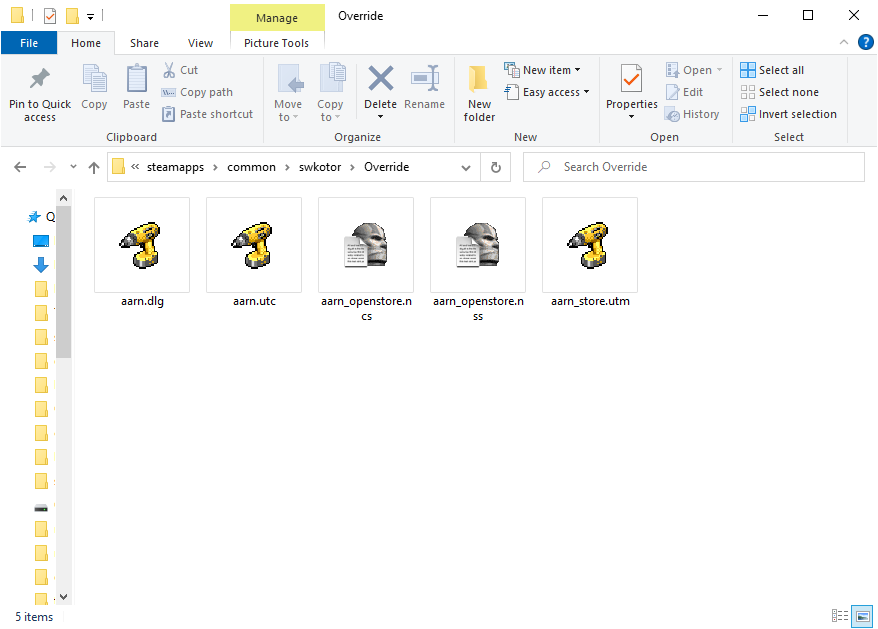 Manage
Override
File
Home
Share
View
Picture Tools
Pin to Quick
access
Copy
Paste
Cut
Copy path
Paste shortcut
Clipboard
Move
to
Copy
to
Delete
Rename
Organize
New
folder
New item
Easy access
New
Properties
Open
Edit
History
Open
Select all
Select none
Invert selection
Select
« steamapps > common > swkotor > Override
Search Override
Q
aarn.dlg
aarn.utc
aarn_openstore.n
cs
aarn_openstore.n
ss
aarn_store.utm
5 items